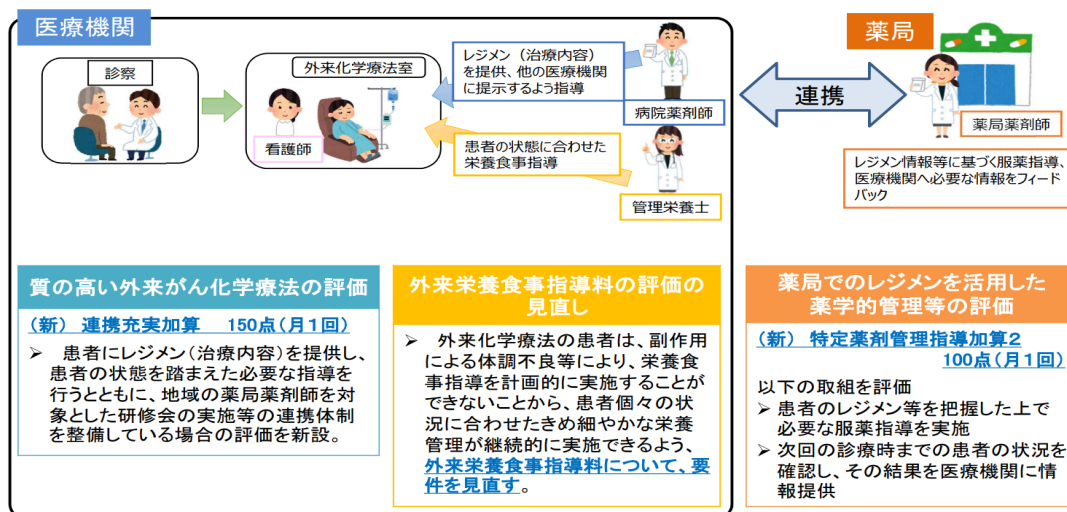 医療機関
診察
外来化学療法室
看護師
レジメン（治療内容）
を提供、他の医療機関
に提示するよう指導
病院薬剤師
患者の状態に合わせた
栄養食事指導
管理栄養士
連携
薬局
薬局薬剤師
レジメン情報等に基づく服薬指導、
医療機関へ必要な情報をフィード
バック
質の高い外来がん化学療法の評価
（新）　連携充実加算　　150点（月１回）
➢　患者にレジメン（治療内容）を提供し、
患者の状態を踏まえた必要な指導を
行うとともに、地域の薬局薬剤師を対
象とした研修会の実施等の連携体制
を整備している場合の評価を新設。
外来栄養食事指導料の評価の
見直し
➢　外来化学療法の患者は、副作用
による体調不良等により、栄養食
事指導を計画的に実施することが
できないことから、患者個々の状
況に合わせたきめ細やかな栄養
管理が継続的に実施できるよう、
外来栄養食事指導料について、要
件を見直す。
薬局でのレジメンを活用した
薬学的管理等の評価
（新）　特定薬剤管理指導加算２
100点（月１回）
以下の取組を評価
➢ 患者のレジメン等を把握した上で
必要な服薬指導を実施
➢ 次回の診療時までの患者の状況を
確認し、その結果を医療機関に情
報提供